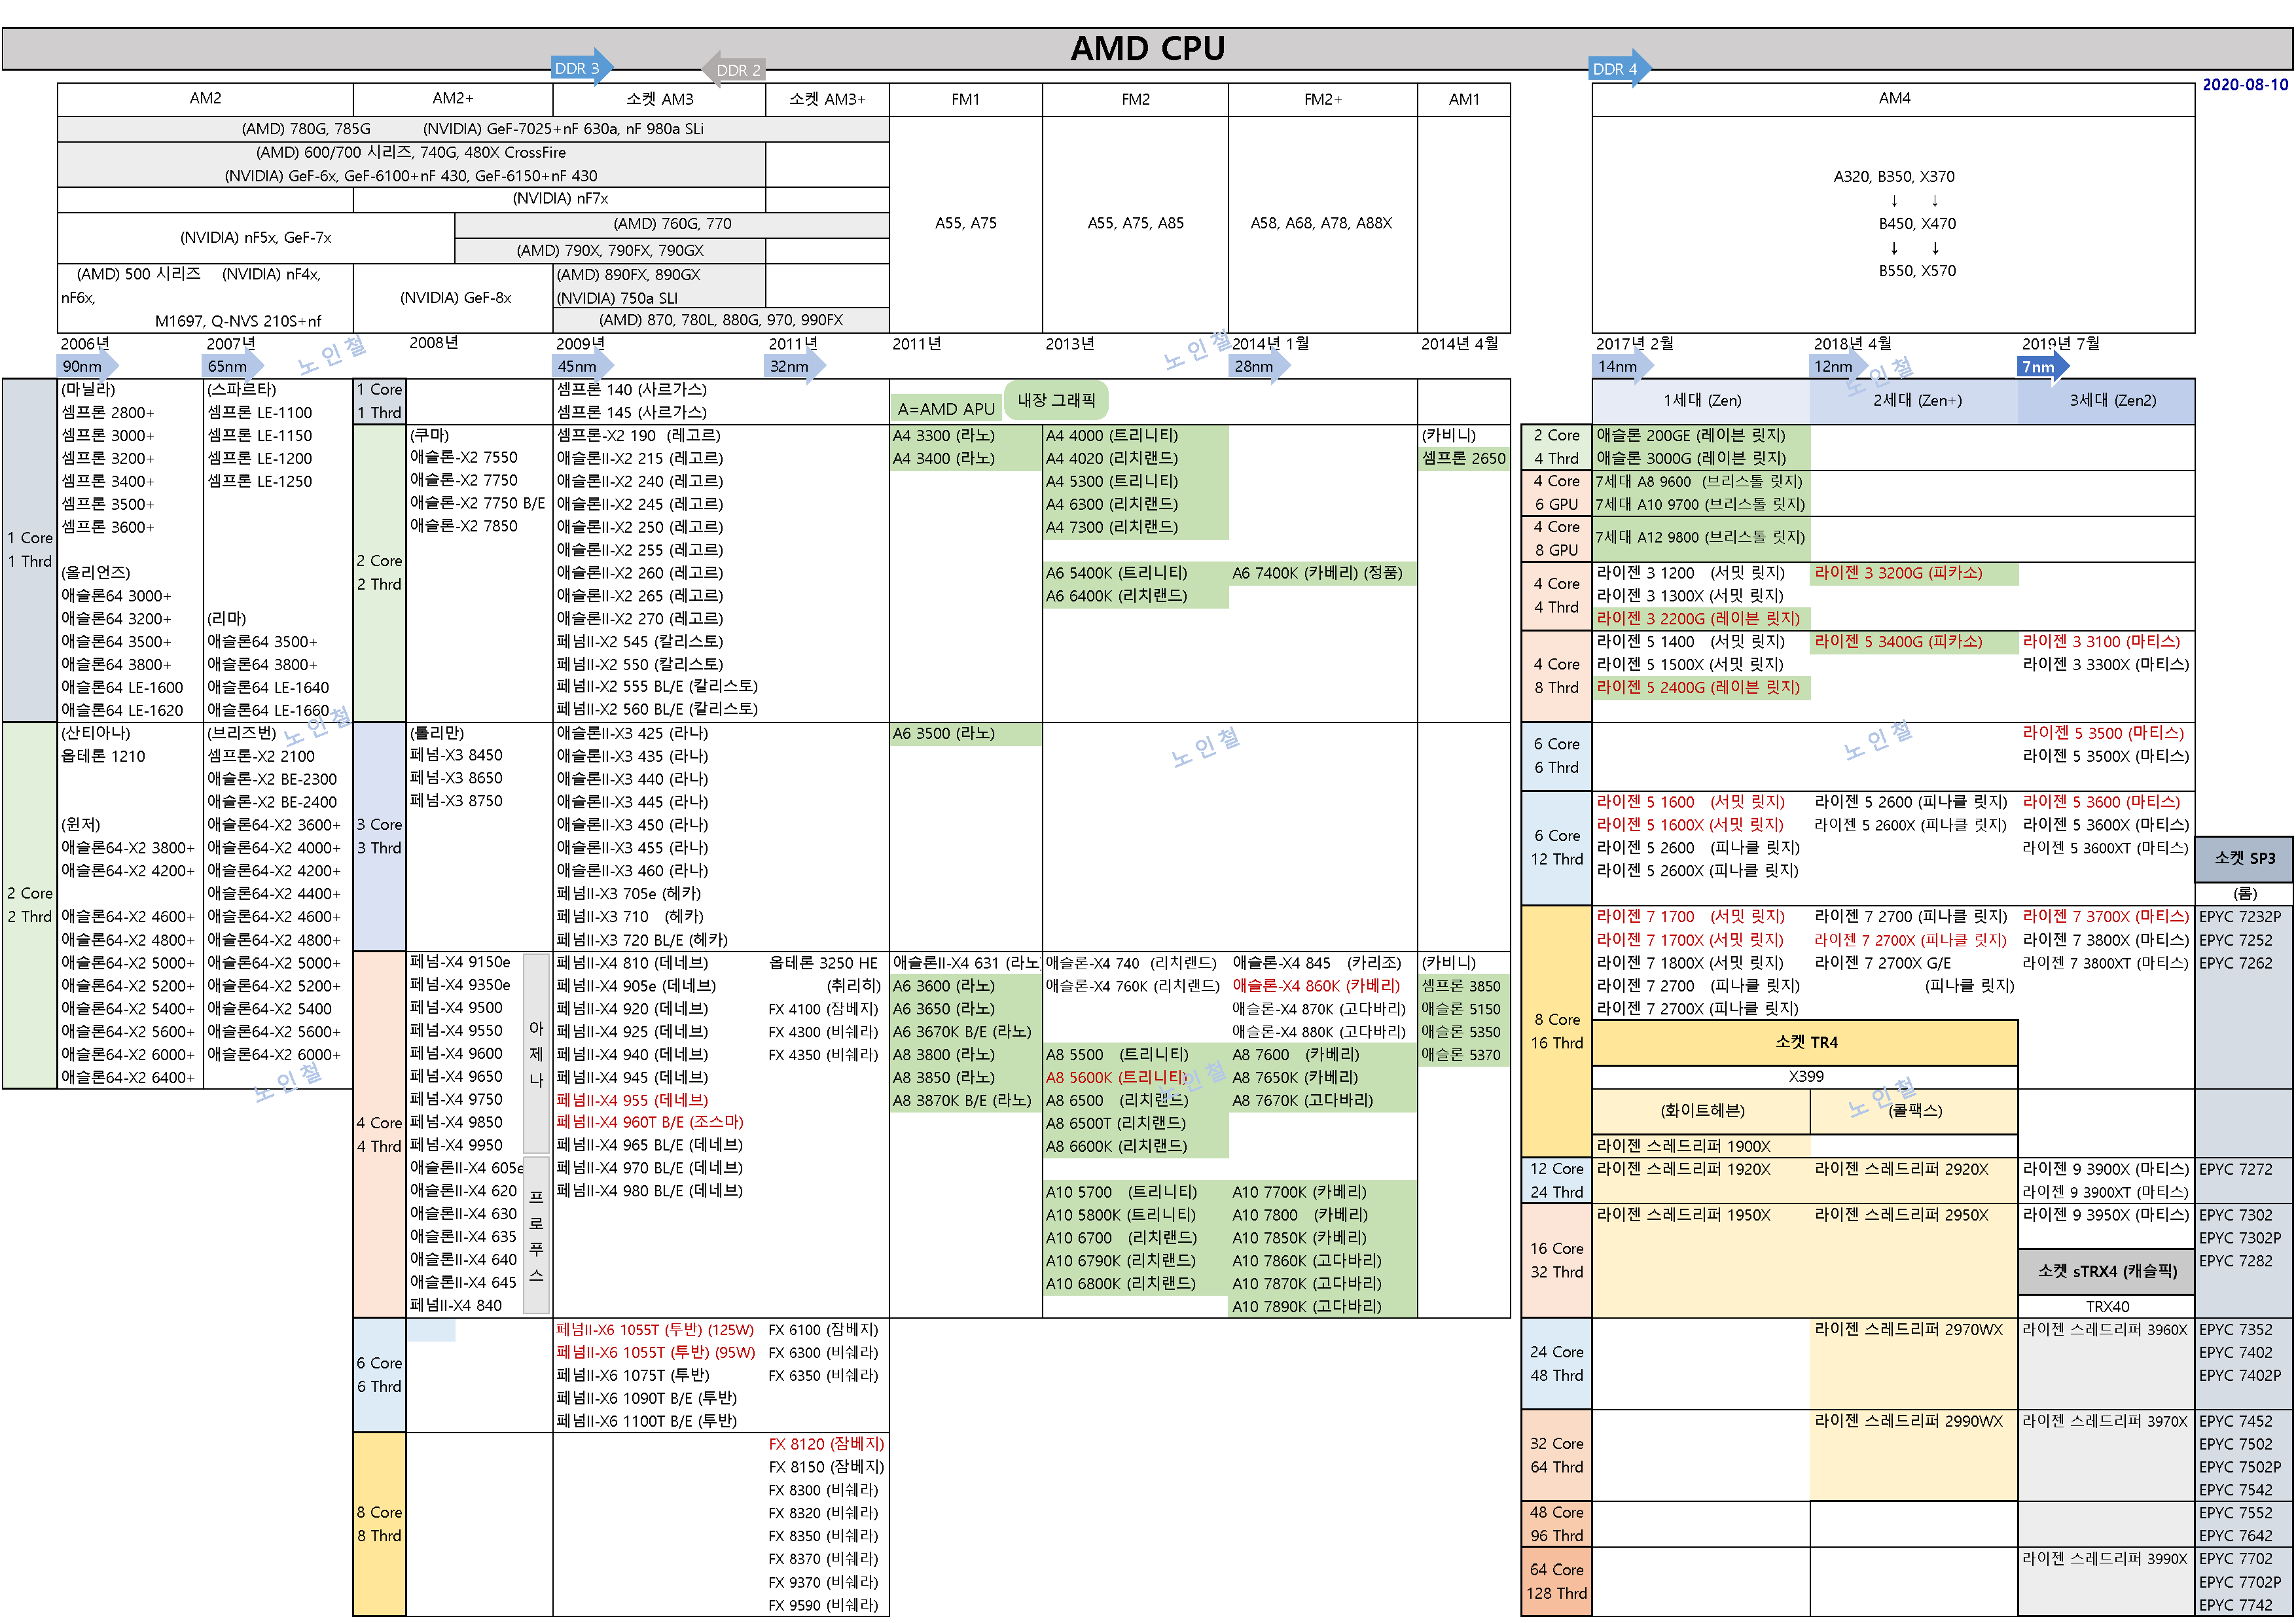 AMD CPU
DDR 3
DDR 2
DDR 4
2020-08-10
AM2
AM2+
소켓 AM3
소켓 AM3+
FM1
FM2
FM2+
AM1
AM4
(AMD) 780G, 785G (NVIDIA) GeF-7025+nF 630a, nF 980a SLi
(AMD) 600/700 시리즈, 740G, 480X CrossFire
(NVIDIA) GeF-6x, GeF-6100+nF 430, GeF-6150+nF 430
(NVIDIA) nF7x
(NVIDIA) nF5x, GeF-7x
(AMD) 760G, 770
(AMD) 790X, 790FX, 790GX
(AMD) 500 시리즈 (NVIDIA) nF4x,
nF6x,
M1697, Q-NVS 210S+nf
(NVIDIA) GeF-8x
(AMD) 890FX, 890GX
(NVIDIA) 750a SLI
(AMD) 870, 780L, 880G, 970, 990FX
A55, A75
A55, A75, A85
A58, A68, A78, A88X
A320, B350, X370
↓ ↓
B450, X470
↓ ↓
B550, X570
2006년
2007년
2008년
2009년
2011년
2011년
2013년
2014년 1월
2014년 4월
2017년 2월
2018년 4월
2019년 7월
90nm
65nm
45nm
32nm
28nm
14nm
12nm
7nm
노인철
노인철
노인철
1 Core
1 Thrd
(마닐라)
셈프론 2800+
셈프론 3000+
셈프론 3200+
셈프론 3400+
셈프론 3500+
셈프론 3600+
(올리언즈)
애슬론64 3000+
애슬론64 3200+
애슬론64 3500+
애슬론64 3800+
애슬론64 LE-1600
애슬론64 LE-1620
(스파르타)
셈프론 LE-1100
셈프론 LE-1150
셈프론 LE-1200
셈프론 LE-1250
(리마)
애슬론64 3500+
애슬론64 3800+
애슬론64 LE-1640
애슬론64 LE-1660
노인철
2 Core
2 Thrd
(산티아나)
옵테론 1210
(윈저)
애슬론64-X2 3800+
애슬론64-X2 4200+
애슬론64-X2 4600+
애슬론64-X2 4800+
애슬론64-X2 5000+
애슬론64-X2 5200+
애슬론64-X2 5400+
애슬론64-X2 5600+
애슬론64-X2 6000+
애슬론64-X2 6400+
(브리즈번)
셈프론-X2 2100
애슬론-X2 BE-2300
애슬론-X2 BE-2400
애슬론64-X2 3600+
애슬론64-X2 4000+
애슬론64-X2 4200+
애슬론64-X2 4400+
애슬론64-X2 4600+
애슬론64-X2 4800+
애슬론64-X2 5000+
애슬론64-X2 5200+
애슬론64-X2 5400
애슬론64-X2 5600+
애슬론64-X2 6000+
노인철
1 Core
1 Thrd
셈프론 140 (사르가스)
셈프론 145 (사르가스)
A=AMD APU
내장 그래픽
2 Core
2 Thrd
(쿠마)
애슬론-X2 7550
애슬론-X2 7750
애슬론-X2 7750 B/E
애슬론-X2 7850
셈프론-X2 190 (레고르)
애슬론II-X2 215 (레고르)
애슬론II-X2 240 (레고르)
애슬론II-X2 245 (레고르)
애슬론II-X2 250 (레고르)
애슬론II-X2 255 (레고르)
애슬론II-X2 260 (레고르)
애슬론II-X2 265 (레고르)
애슬론II-X2 270 (레고르)
페넘II-X2 545 (칼리스토)
페넘II-X2 550 (칼리스토)
페넘II-X2 555 BL/E (칼리스토)
페넘II-X2 560 BL/E (칼리스토)
A4 3300 (라노)
A4 3400 (라노)
A4 4000 (트리니티)
A4 4020 (리치랜드)
A4 5300 (트리니티)
A4 6300 (리치랜드)
A4 7300 (리치랜드)
A6 5400K (트리니티)
A6 6400K (리치랜드)
A6 7400K (카베리) (정품)
(카비니)
셈프론 2650
3 Core
3 Thrd
(톨리만)
페넘-X3 8450
페넘-X3 8650
페넘-X3 8750
애슬론II-X3 425 (라나)
애슬론II-X3 435 (라나)
애슬론II-X3 440 (라나)
애슬론II-X3 445 (라나)
애슬론II-X3 450 (라나)
애슬론II-X3 455 (라나)
애슬론II-X3 460 (라나)
페넘II-X3 705e (헤카)
페넘II-X3 710 (헤카)
페넘II-X3 720 BL/E (헤카)
A6 3500 (라노)
노인철
4 Core
4 Thrd
페넘-X4 9150e
페넘-X4 9350e
페넘-X4 9500
페넘-X4 9550
페넘-X4 9600
페넘-X4 9650
페넘-X4 9750
페넘-X4 9850
페넘-X4 9950
애슬론II-X4 605e
애슬론II-X4 620
애슬론II-X4 630
애슬론II-X4 635
애슬론II-X4 640
애슬론II-X4 645
페넘II-X4 840
아제나
프로푸스
페넘II-X4 810 (데네브)
페넘II-X4 905e (데네브)
페넘II-X4 920 (데네브)
페넘II-X4 925 (데네브)
페넘II-X4 940 (데네브)
페넘II-X4 945 (데네브)
페넘II-X4 955 (데네브)
페넘II-X4 960T B/E (조스마)
페넘II-X4 965 BL/E (데네브)
페넘II-X4 970 BL/E (데네브)
페넘II-X4 980 BL/E (데네브)
옵테론 3250 HE
(취리히)
FX 4100 (잠베지)
FX 4300 (비쉐라)
FX 4350 (비쉐라)
애슬론II-X4 631 (라노
A6 3600 (라노)
A6 3650 (라노)
A6 3670K B/E (라노)
A8 3800 (라노)
A8 3850 (라노)
A8 3870K B/E (라노)
애슬론-X4 740 (리치랜드)
애슬론-X4 760K (리치랜드)
A8 5500 (트리니티)
A8 5600K (트리니티)
A8 6500 (리치랜드)
A8 6500T (리치랜드)
A8 6600K (리치랜드)
A10 5700 (트리니티)
A10 5800K (트리니티)
A10 6700 (리치랜드)
A10 6790K (리치랜드)
A10 6800K (리치랜드)
노인철
애슬론-X4 845 (카리조)
애슬론-X4 860K (카베리)
애슬론-X4 870K (고다바리)
애슬론-X4 880K (고다바리)
A8 7600 (카베리)
A8 7650K (카베리)
A8 7670K (고다바리)
A10 7700K (카베리)
A10 7800 (카베리)
A10 7850K (카베리)
A10 7860K (고다바리)
A10 7870K (고다바리)
A10 7890K (고다바리)
(카비니)
셈프론 3850
애슬론 5150
애슬론 5350
애슬론 5370
6 Core
6 Thrd
페넘II-X6 1055T (투반) (125W)
페넘II-X6 1055T (투반) (95W)
페넘II-X6 1075T (투반)
페넘II-X6 1090T B/E (투반)
페넘II-X6 1100T B/E (투반)
FX 6100 (잠베지)
FX 6300 (비쉐라)
FX 6350 (비쉐라)
8 Core
8 Thrd
FX 8120 (잠베지)
FX 8150 (잠베지)
FX 8300 (비쉐라)
FX 8320 (비쉐라)
FX 8350 (비쉐라)
FX 8370 (비쉐라)
FX 9370 (비쉐라)
FX 9590 (비쉐라)
1세대 (Zen)
2세대 (Zen+)
3세대 (Zen2)
2 Core
4 Thrd
애슬론 200GE (레이븐 릿지)
애슬론 3000G (레이븐 릿지)
4 Core
6 GPU
7세대 A8 9600 (브리스톨 릿지)
7세대 A10 9700 (브리스톨 릿지)
4 Core
8 GPU
7세대 A12 9800 (브리스톨 릿지)
4 Core
4 Thrd
라이젠 3 1200 (서밋 릿지)
라이젠 3 1300X (서밋 릿지)
라이젠 3 2200G (레이븐 릿지)
라이젠 3 3200G (피카소)
4 Core
8 Thrd
라이젠 5 1400 (서밋 릿지)
라이젠 5 1500X (서밋 릿지)
라이젠 5 2400G (레이븐 릿지)
라이젠 5 3400G (피카소)
라이젠 3 3100 (마티스)
라이젠 3 3300X (마티스)
6 Core
6 Thrd
노인철
라이젠 5 3500 (마티스)
라이젠 5 3500X (마티스)
6 Core
12 Thrd
라이젠 5 1600 (서밋 릿지)
라이젠 5 1600X (서밋 릿지)
라이젠 5 2600 (피나클 릿지)
라이젠 5 2600X (피나클 릿지)
라이젠 5 2600 (피나클 릿지)
라이젠 5 2600X (피나클 릿지)
라이젠 5 3600 (마티스)
라이젠 5 3600X (마티스)
라이젠 5 3600XT (마티스)
소켓 SP3
(롬)
8 Core
16 Thrd
라이젠 7 1700 (서밋 릿지)
라이젠 7 1700X (서밋 릿지)
라이젠 7 1800X (서밋 릿지)
라이젠 7 2700 (피나클 릿지)
라이젠 7 2700X (피나클 릿지)
라이젠 7 2700 (피나클 릿지)
라이젠 7 2700X (피나클 릿지)
라이젠 7 2700X G/E
(피나클 릿지)
라이젠 7 3700X (마티스)
라이젠 7 3800X (마티스)
라이젠 7 3800XT (마티스)
EPYC 7232P
EPYC 7252
EPYC 7262
소켓 TR4
X399
(화이트헤븐)
(콜팩스)
노인철
라이젠 스레드리퍼 1900X
12 Core
24 Thrd
라이젠 스레드리퍼 1920X
라이젠 스레드리퍼 2920X
라이젠 9 3900X (마티스)
라이젠 9 3900XT (마티스)
EPYC 7272
16 Core
32 Thrd
라이젠 스레드리퍼 1950X
라이젠 스레드리퍼 2950X
라이젠 9 3950X (마티스)
소켓 sTRX4 (캐슬픽)
TRX40
EPYC 7302
EPYC 7302P
EPYC 7282
24 Core
48 Thrd
라이젠 스레드리퍼 2970WX
라이젠 스레드리퍼 3960X
EPYC 7352
EPYC 7402
EPYC 7402P
32 Core
64 Thrd
라이젠 스레드리퍼 2990WX
라이젠 스레드리퍼 3970X
EPYC 7452
EPYC 7502
EPYC 7502P
EPYC 7542
48 Core
96 Thrd
EPYC 7552
EPYC 7642
64 Core
128 Thrd
라이젠 스레드리퍼 3990X
EPYC 7702
EPYC 7702P
EPYC 7742